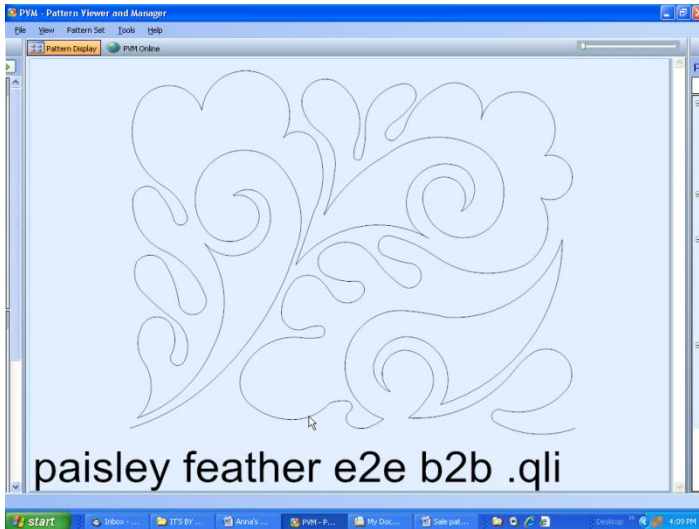 PVM - Pattern Viewer and Manager
File View Pattern Set Tools Help
Pattern Display PVM Online
paisley feather e2e b2b .qli
start Inbox - ... IT'S BY ... Anna's ... PVM - P... My Doc... Sale pat... Desktop » 4:09 PM